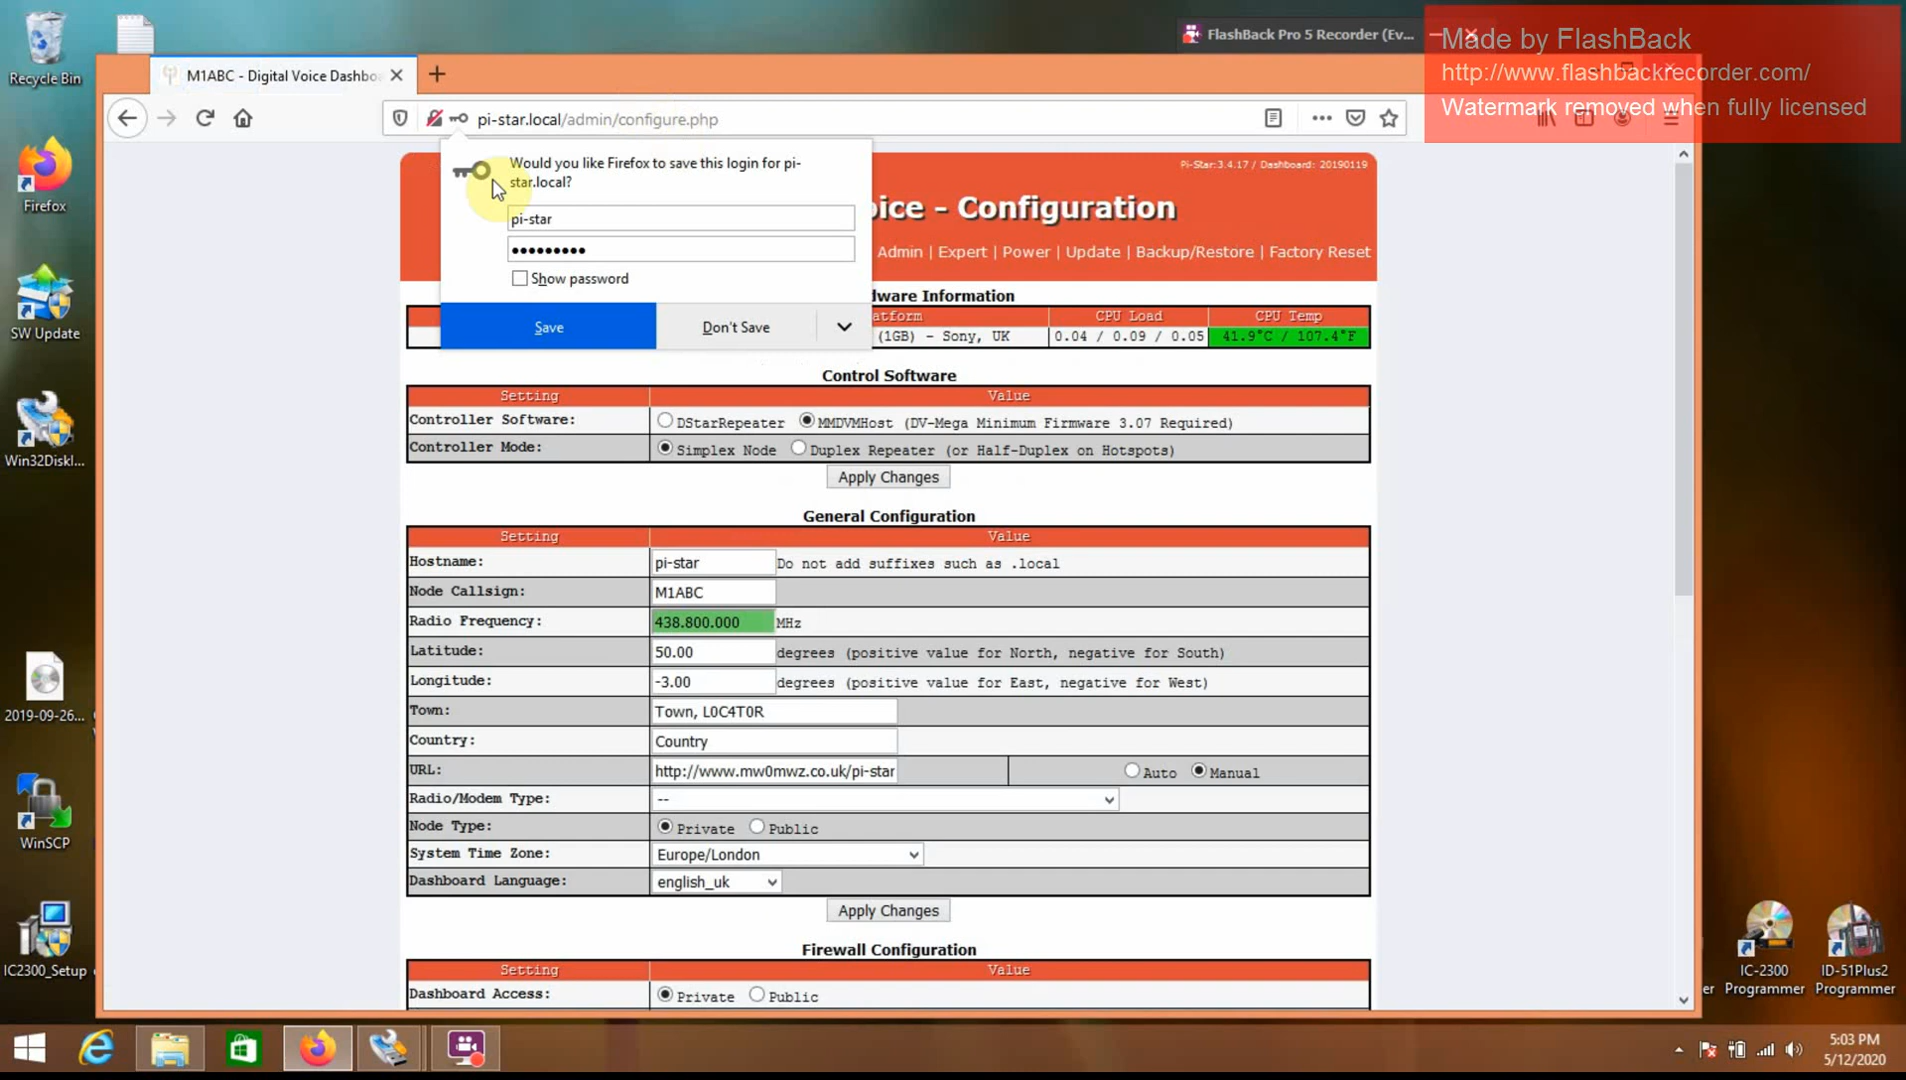 Recycle Bin
FlashBack Pro 5 Recorder (Ev...
Made by FlashBack
http://www.flashbackrecorder.com/
Watermark removed when fully licensed
M1ABC - Digital Voice Dashbo
pi-star.local/admin/configure.php
Would you like Firefox to save this login for pi-
star.local?
pi-star
•••••••••
Show password
Save
Don't Save
Pi-Star:3.4.17 / Dashboard: 20190119
oice - Configuration
Admin | Expert | Power | Update | Backup/Restore | Factory Reset
dware Information
atform
CPU Load
CPU Temp
(1GB) - Sony, UK
0.04 / 0.09 / 0.05
41.9°C / 107.4°F
Control Software
Setting
Value
Controller Software:
DStarRepeater
MMDVMHost (DV-Mega Minimum Firmware 3.07 Required)
Controller Mode:
Simplex Node
Duplex Repeater (or Half-Duplex on Hotspots)
Apply Changes
General Configuration
Setting
Value
Hostname:
pi-star
Do not add suffixes such as .local
Node Callsign:
M1ABC
Radio Frequency:
438.800.000
MHz
Latitude:
50.00
degrees (positive value for North, negative for South)
Longitude:
-3.00
degrees (positive value for East, negative for West)
Town:
Town, L0C4T0R
Country:
Country
URL:
http://www.mw0mwz.co.uk/pi-star
Auto
Manual
Radio/Modem Type:
--
Node Type:
Private
Public
System Time Zone:
Europe/London
Dashboard Language:
english_uk
Apply Changes
Firewall Configuration
Setting
Value
Dashboard Access:
Private
Public
Firefox
SW Update
Win32DiskI...
2019-09-26...
WinSCP
IC2300_Setup
er
IC-2300
Programmer
ID-51Plus2
Programmer
5:03 PM
5/12/2020